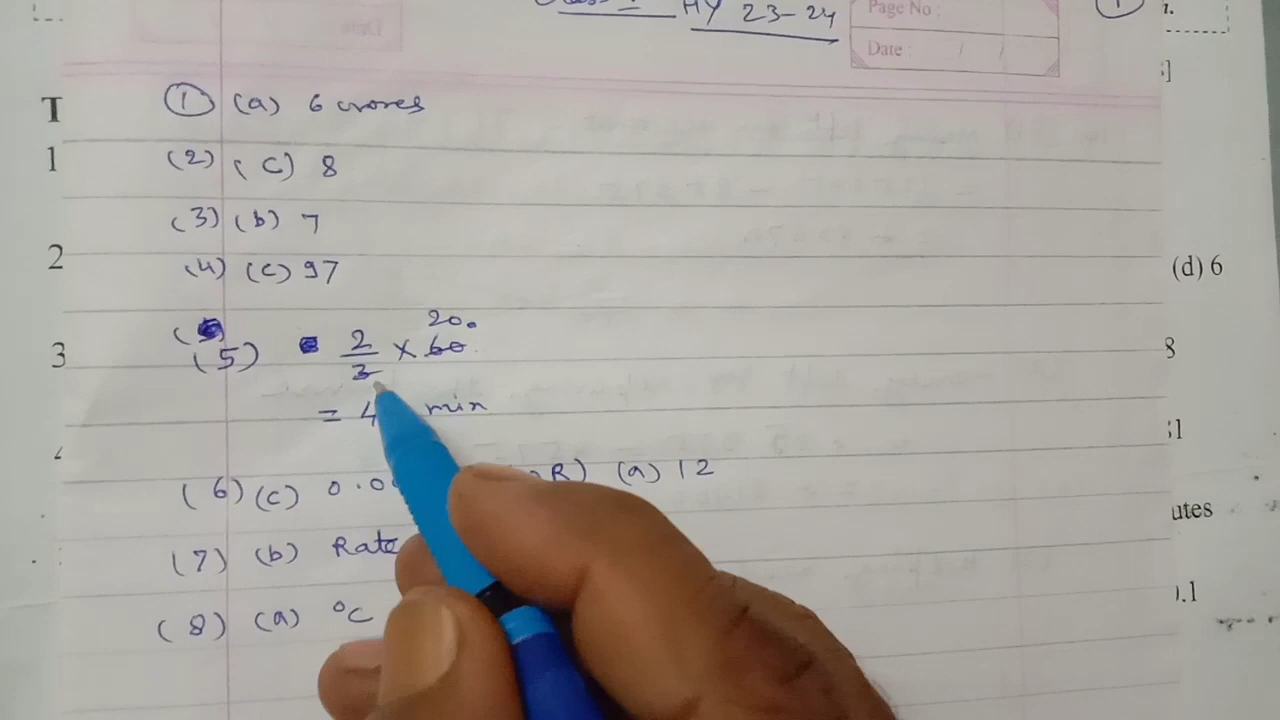 HY 23-24
Page No :
Date : / /
① (a) 6 crores
(2) (c) 8
(3) (b) 7
(4) (c) 97
(5) 2/3 × 60 20
= 4 min
(6) (c) 0.0 R) (a) 12
(7) (b) Rate
(8) (a) °C
T
1
2
3
(d) 6
8
utes